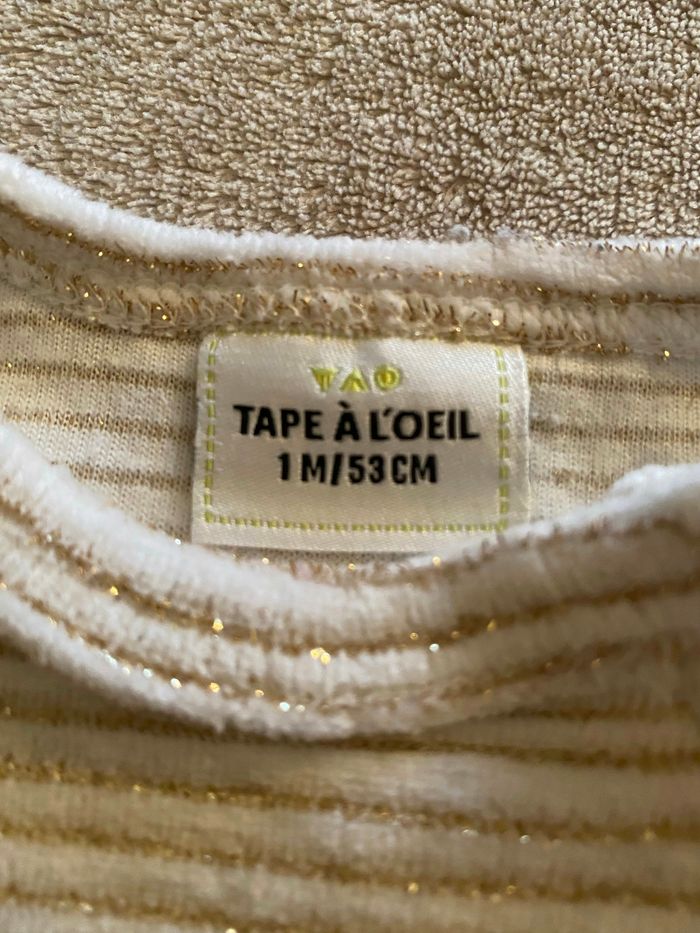 TAO
TAPE À L'OEIL
1 M/53 CM